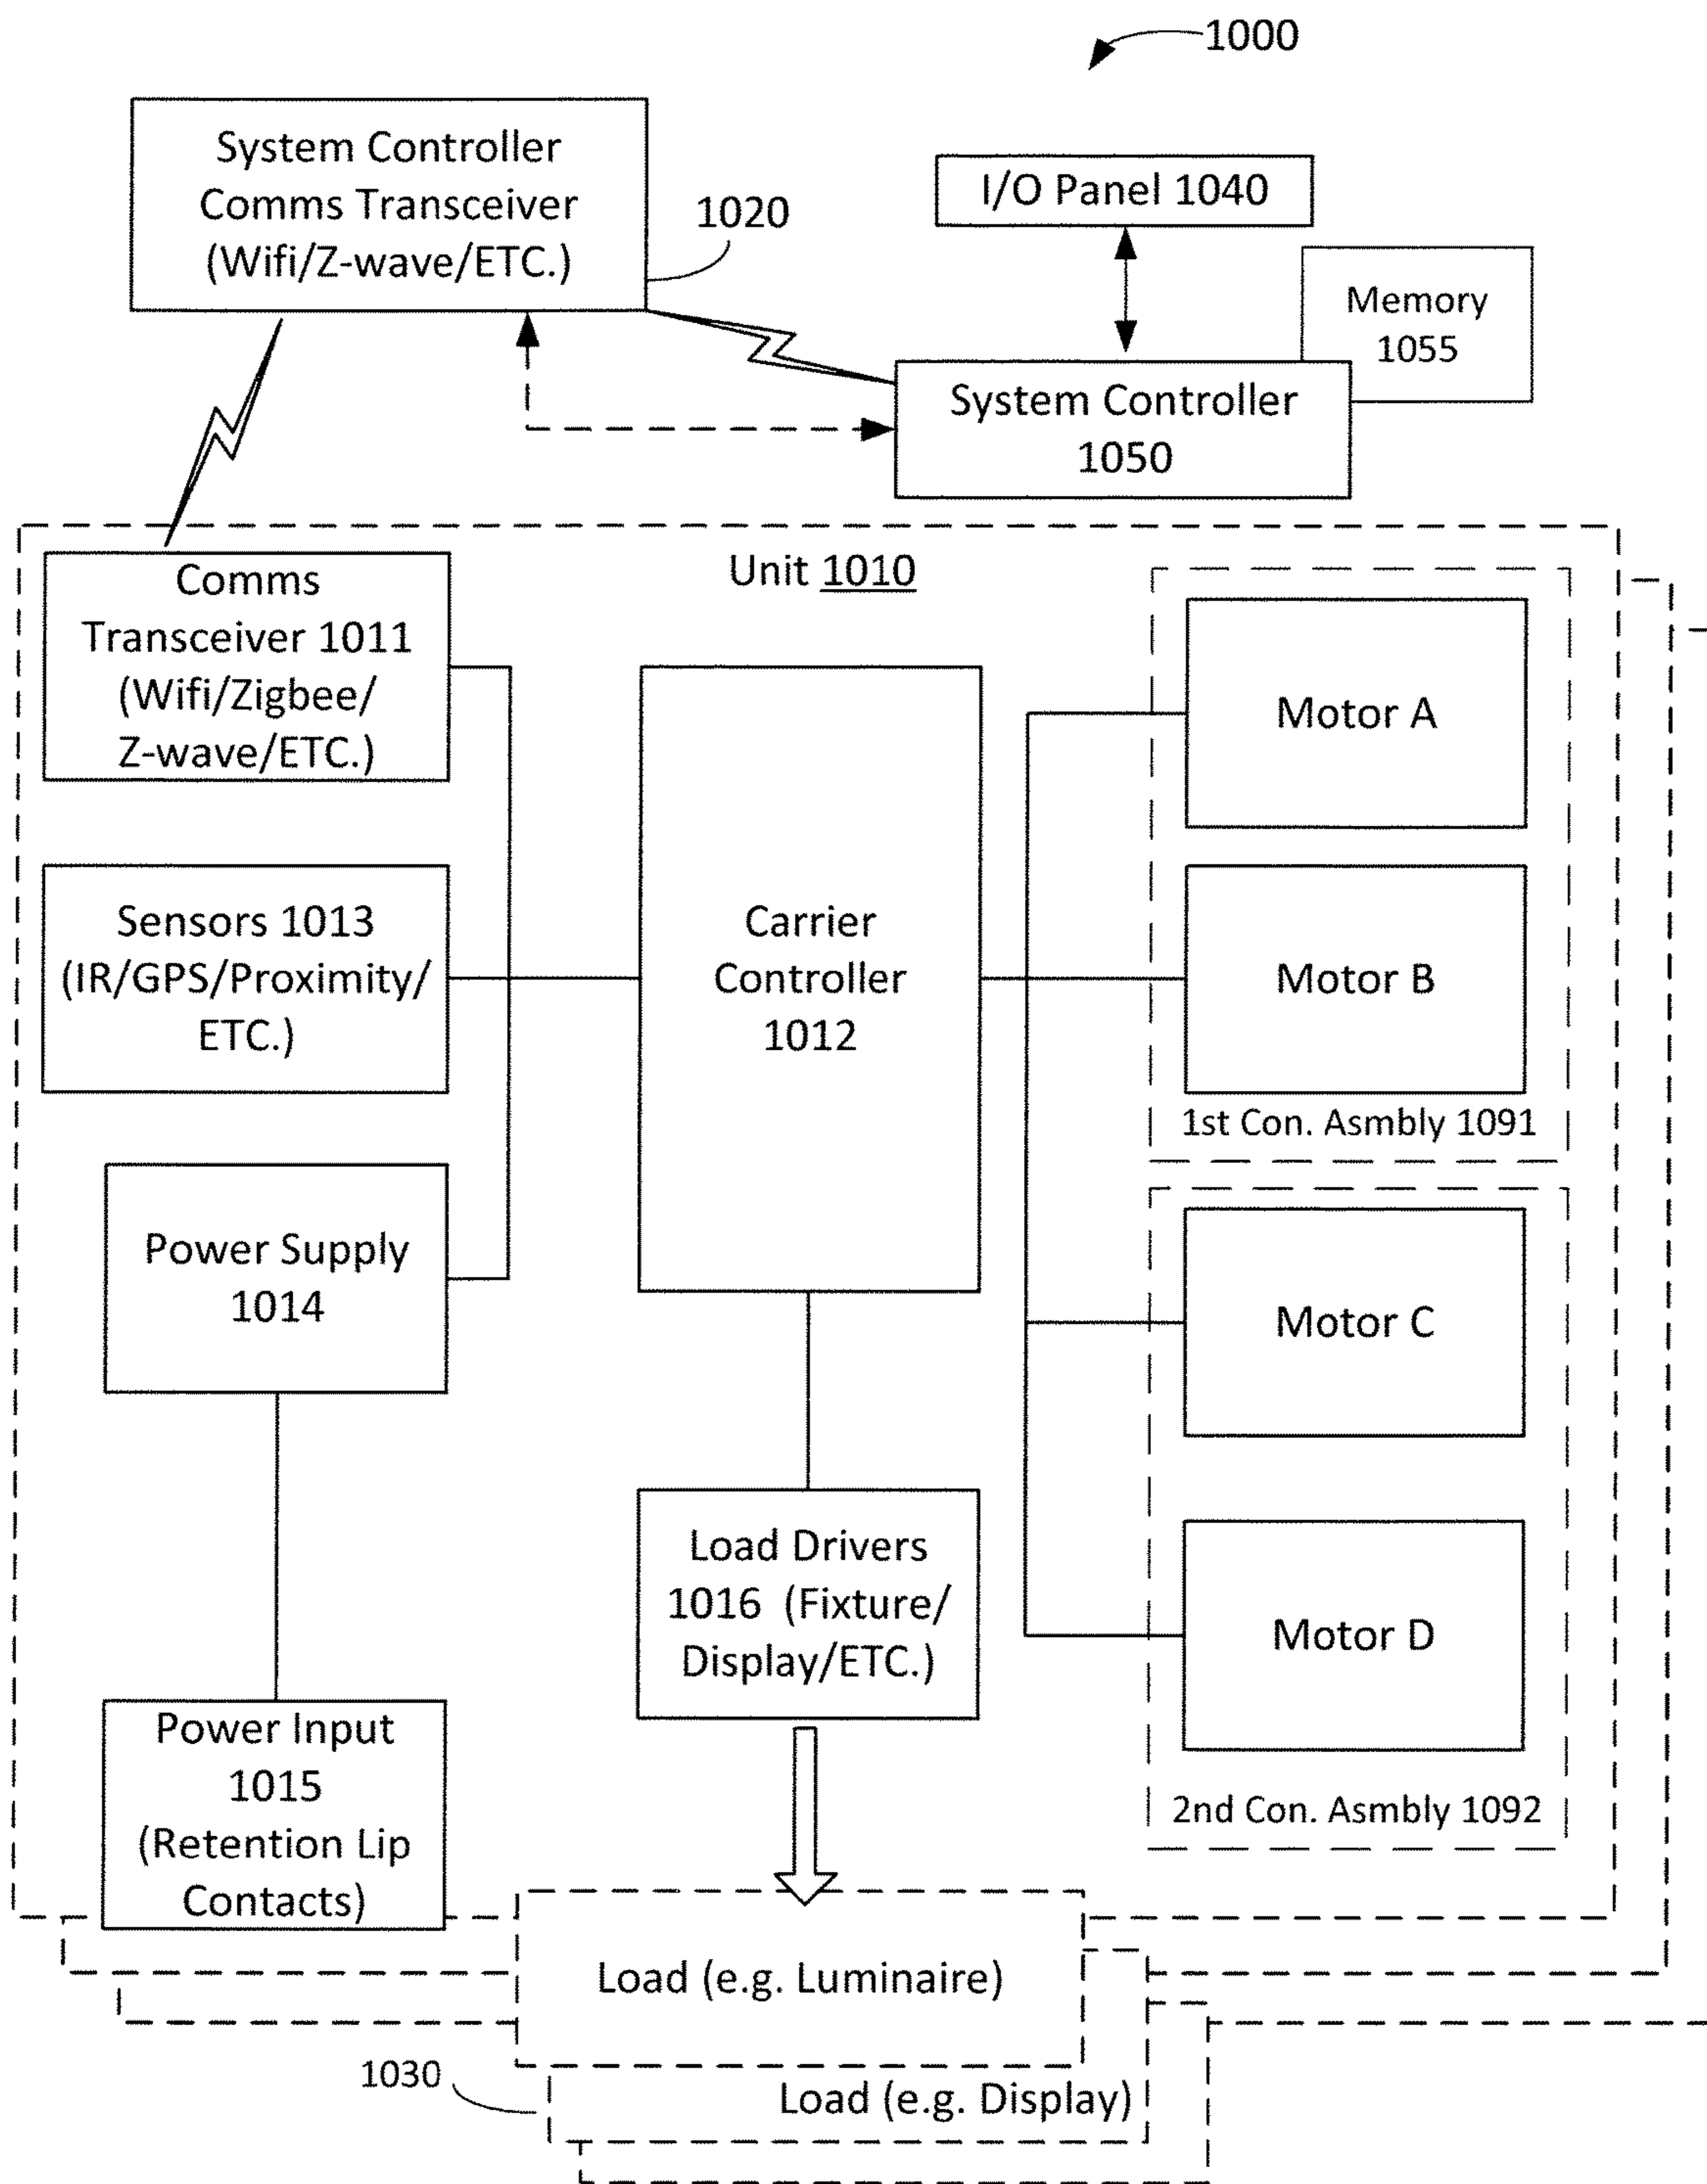 1000
System Controller
Comms Transceiver
(Wifi/Z-wave/ETC.)
1020
I/O Panel 1040
Memory
1055
System Controller
1050
Unit 1010
Comms
Transceiver 1011
(Wifi/Zigbee/
Z-wave/ETC.)
Sensors 1013
(IR/GPS/Proximity/
ETC.)
Power Supply
1014
Power Input
1015
(Retention Lip
Contacts)
Carrier
Controller
1012
Load Drivers
1016 (Fixture/
Display/ETC.)
Motor A
Motor B
1st Con. Asmbly 1091
Motor C
Motor D
2nd Con. Asmbly 1092
Load (e.g. Luminaire)
1030
Load (e.g. Display)